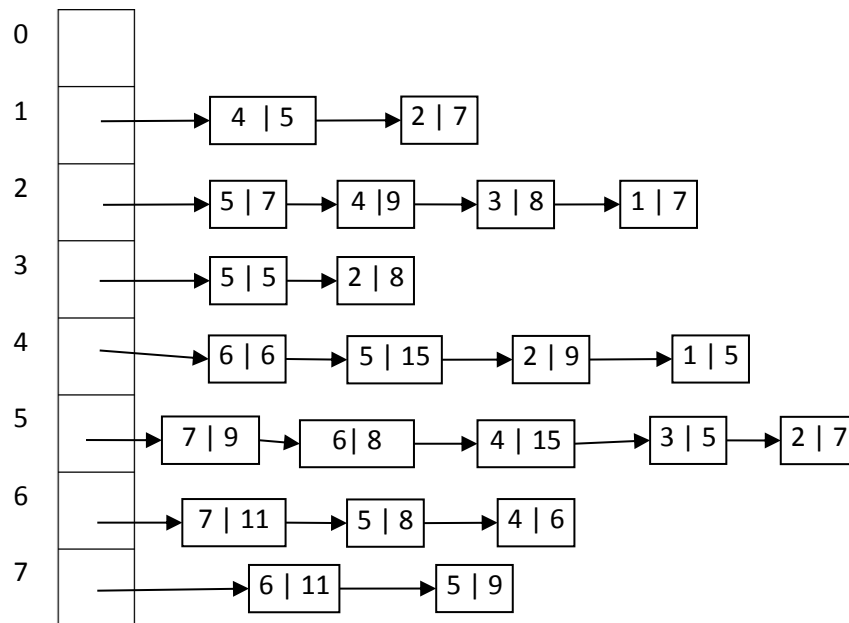 0
1 4 | 5 2 | 7
2 5 | 7 4 |9 3 | 8 1 | 7
3 5 | 5 2 | 8
4 6 | 6 5 | 15 2 | 9 1 | 5
5 7 | 9 6| 8 4 | 15 3 | 5 2 | 7
6 7 | 11 5 | 8 4 | 6
7 6 | 11 5 | 9